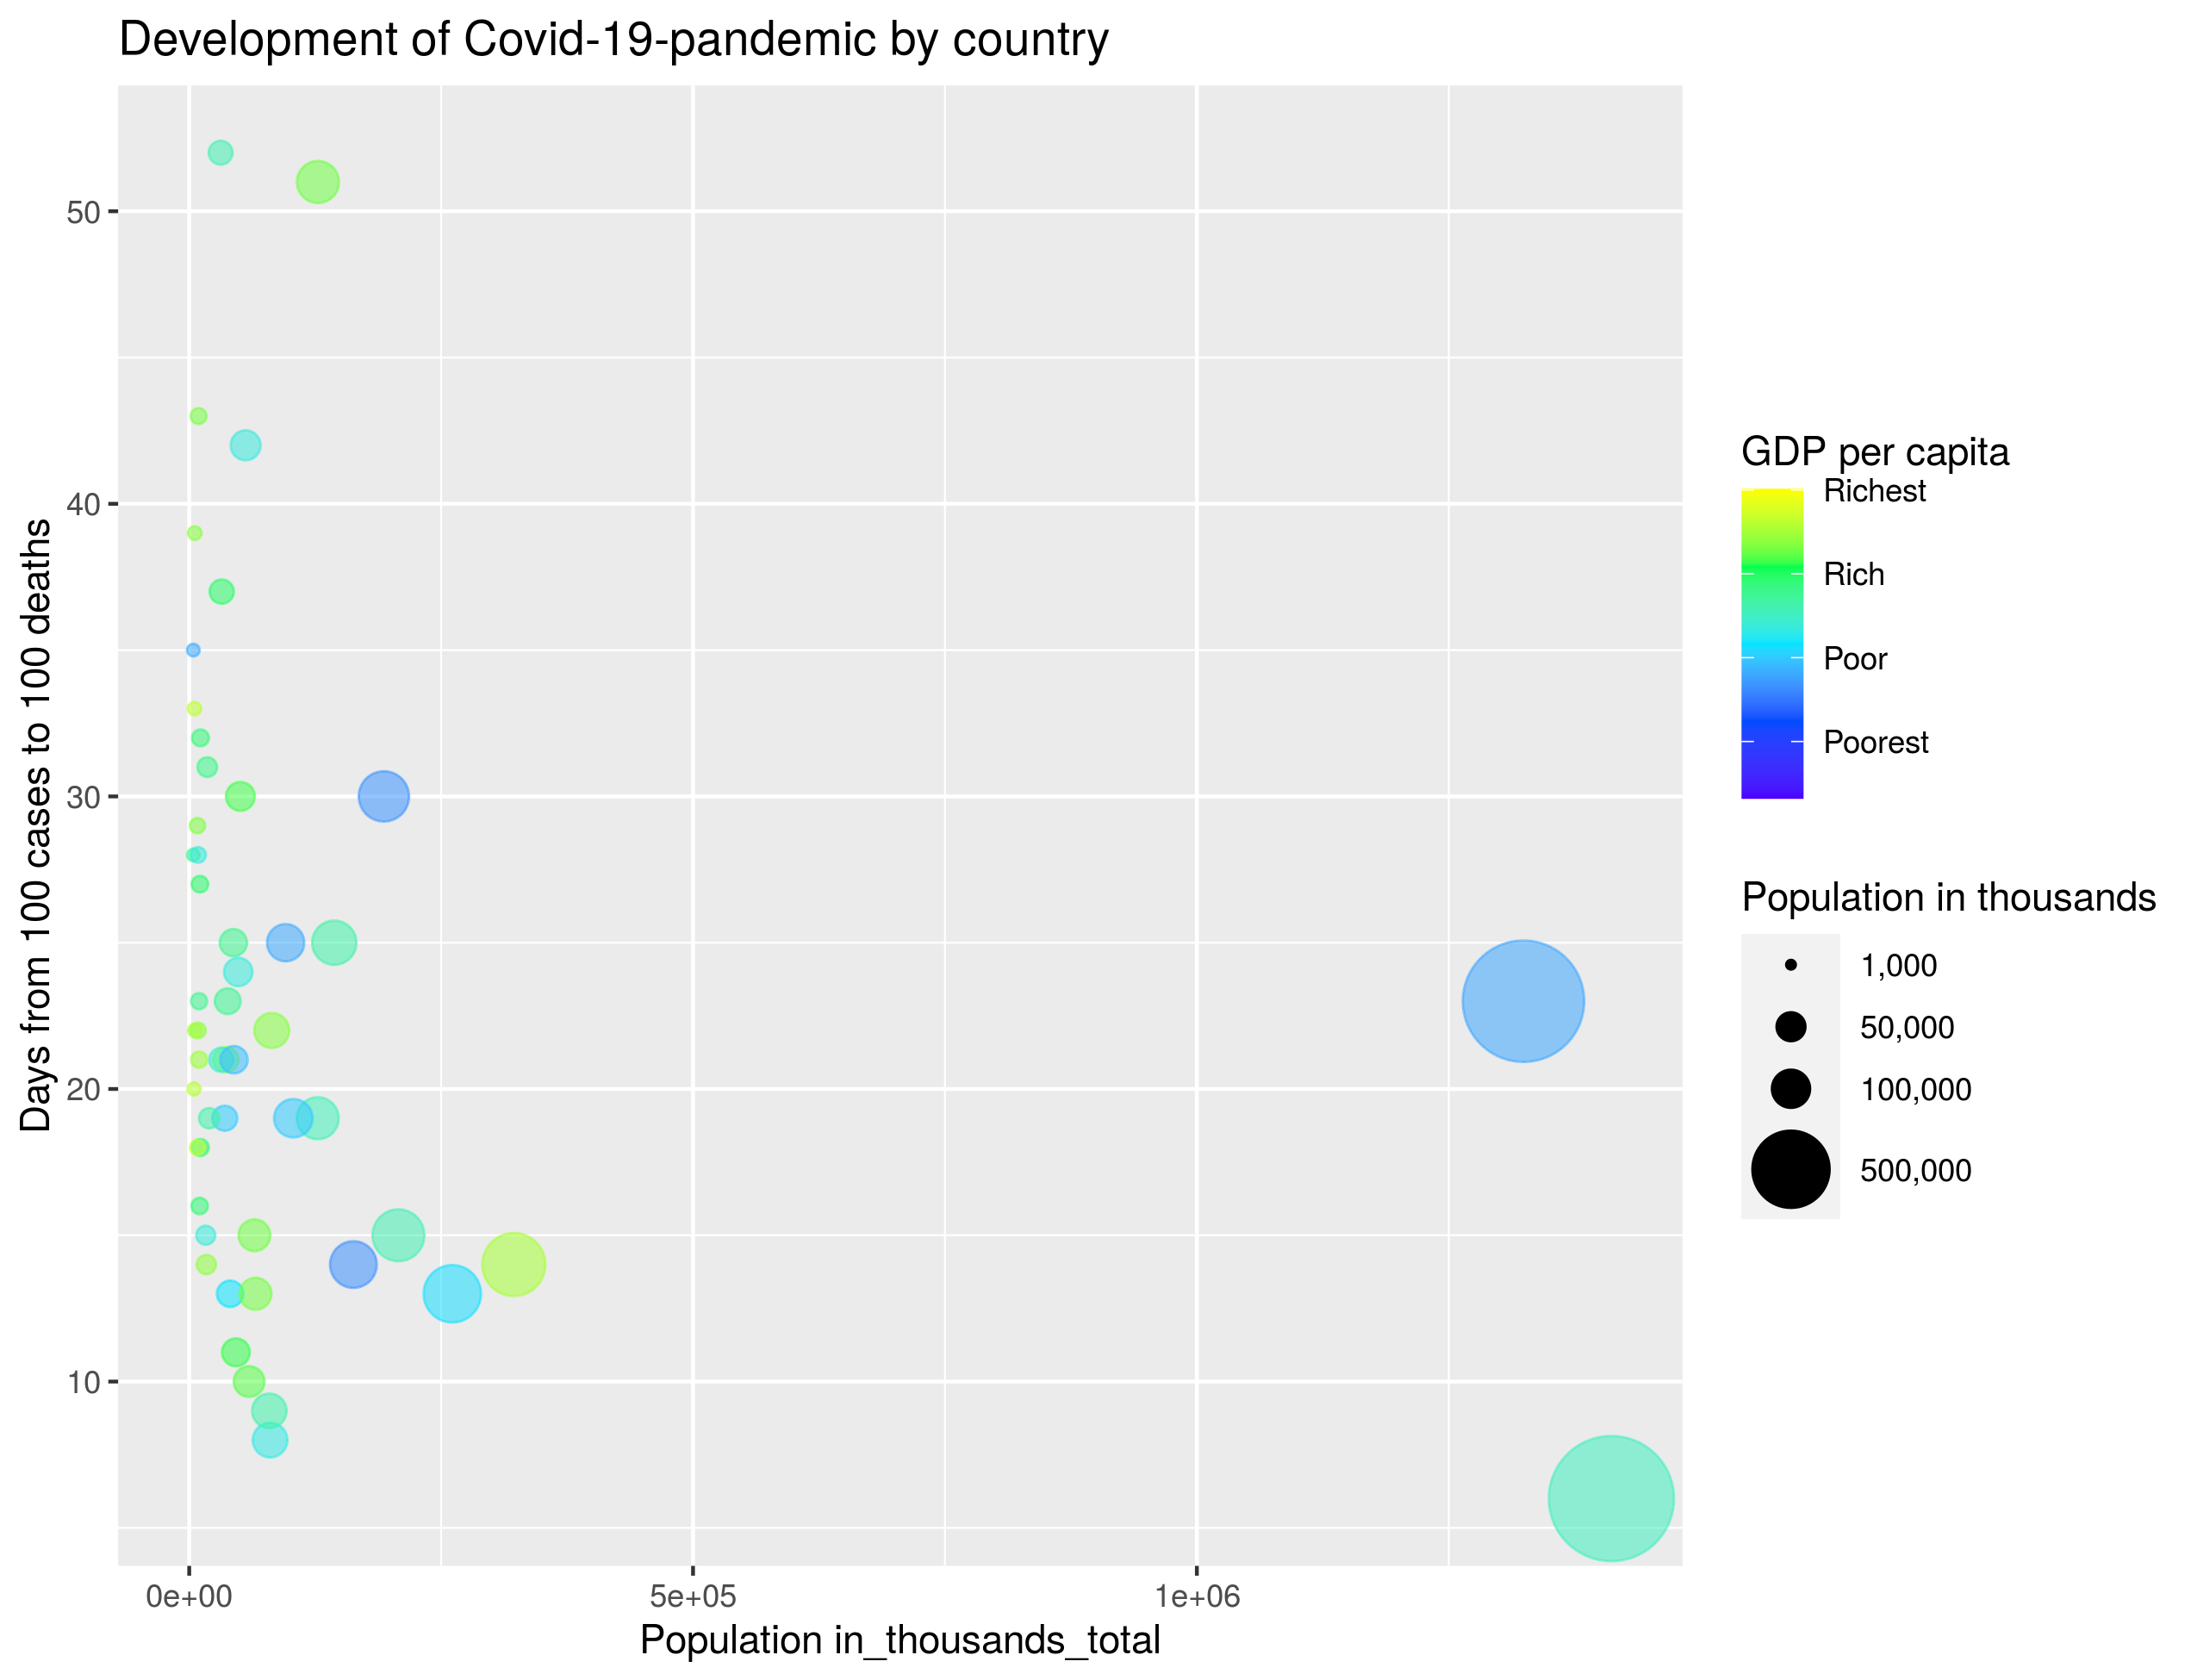 Development of Covid-19-pandemic by country
Days from 100 cases to 100 deaths
50
40
30
20
10
0e+00
5e+05
1e+06
Population in_thousands_total
GDP per capita
Richest
Rich
Poor
Poorest
Population in thousands
1,000
50,000
100,000
500,000